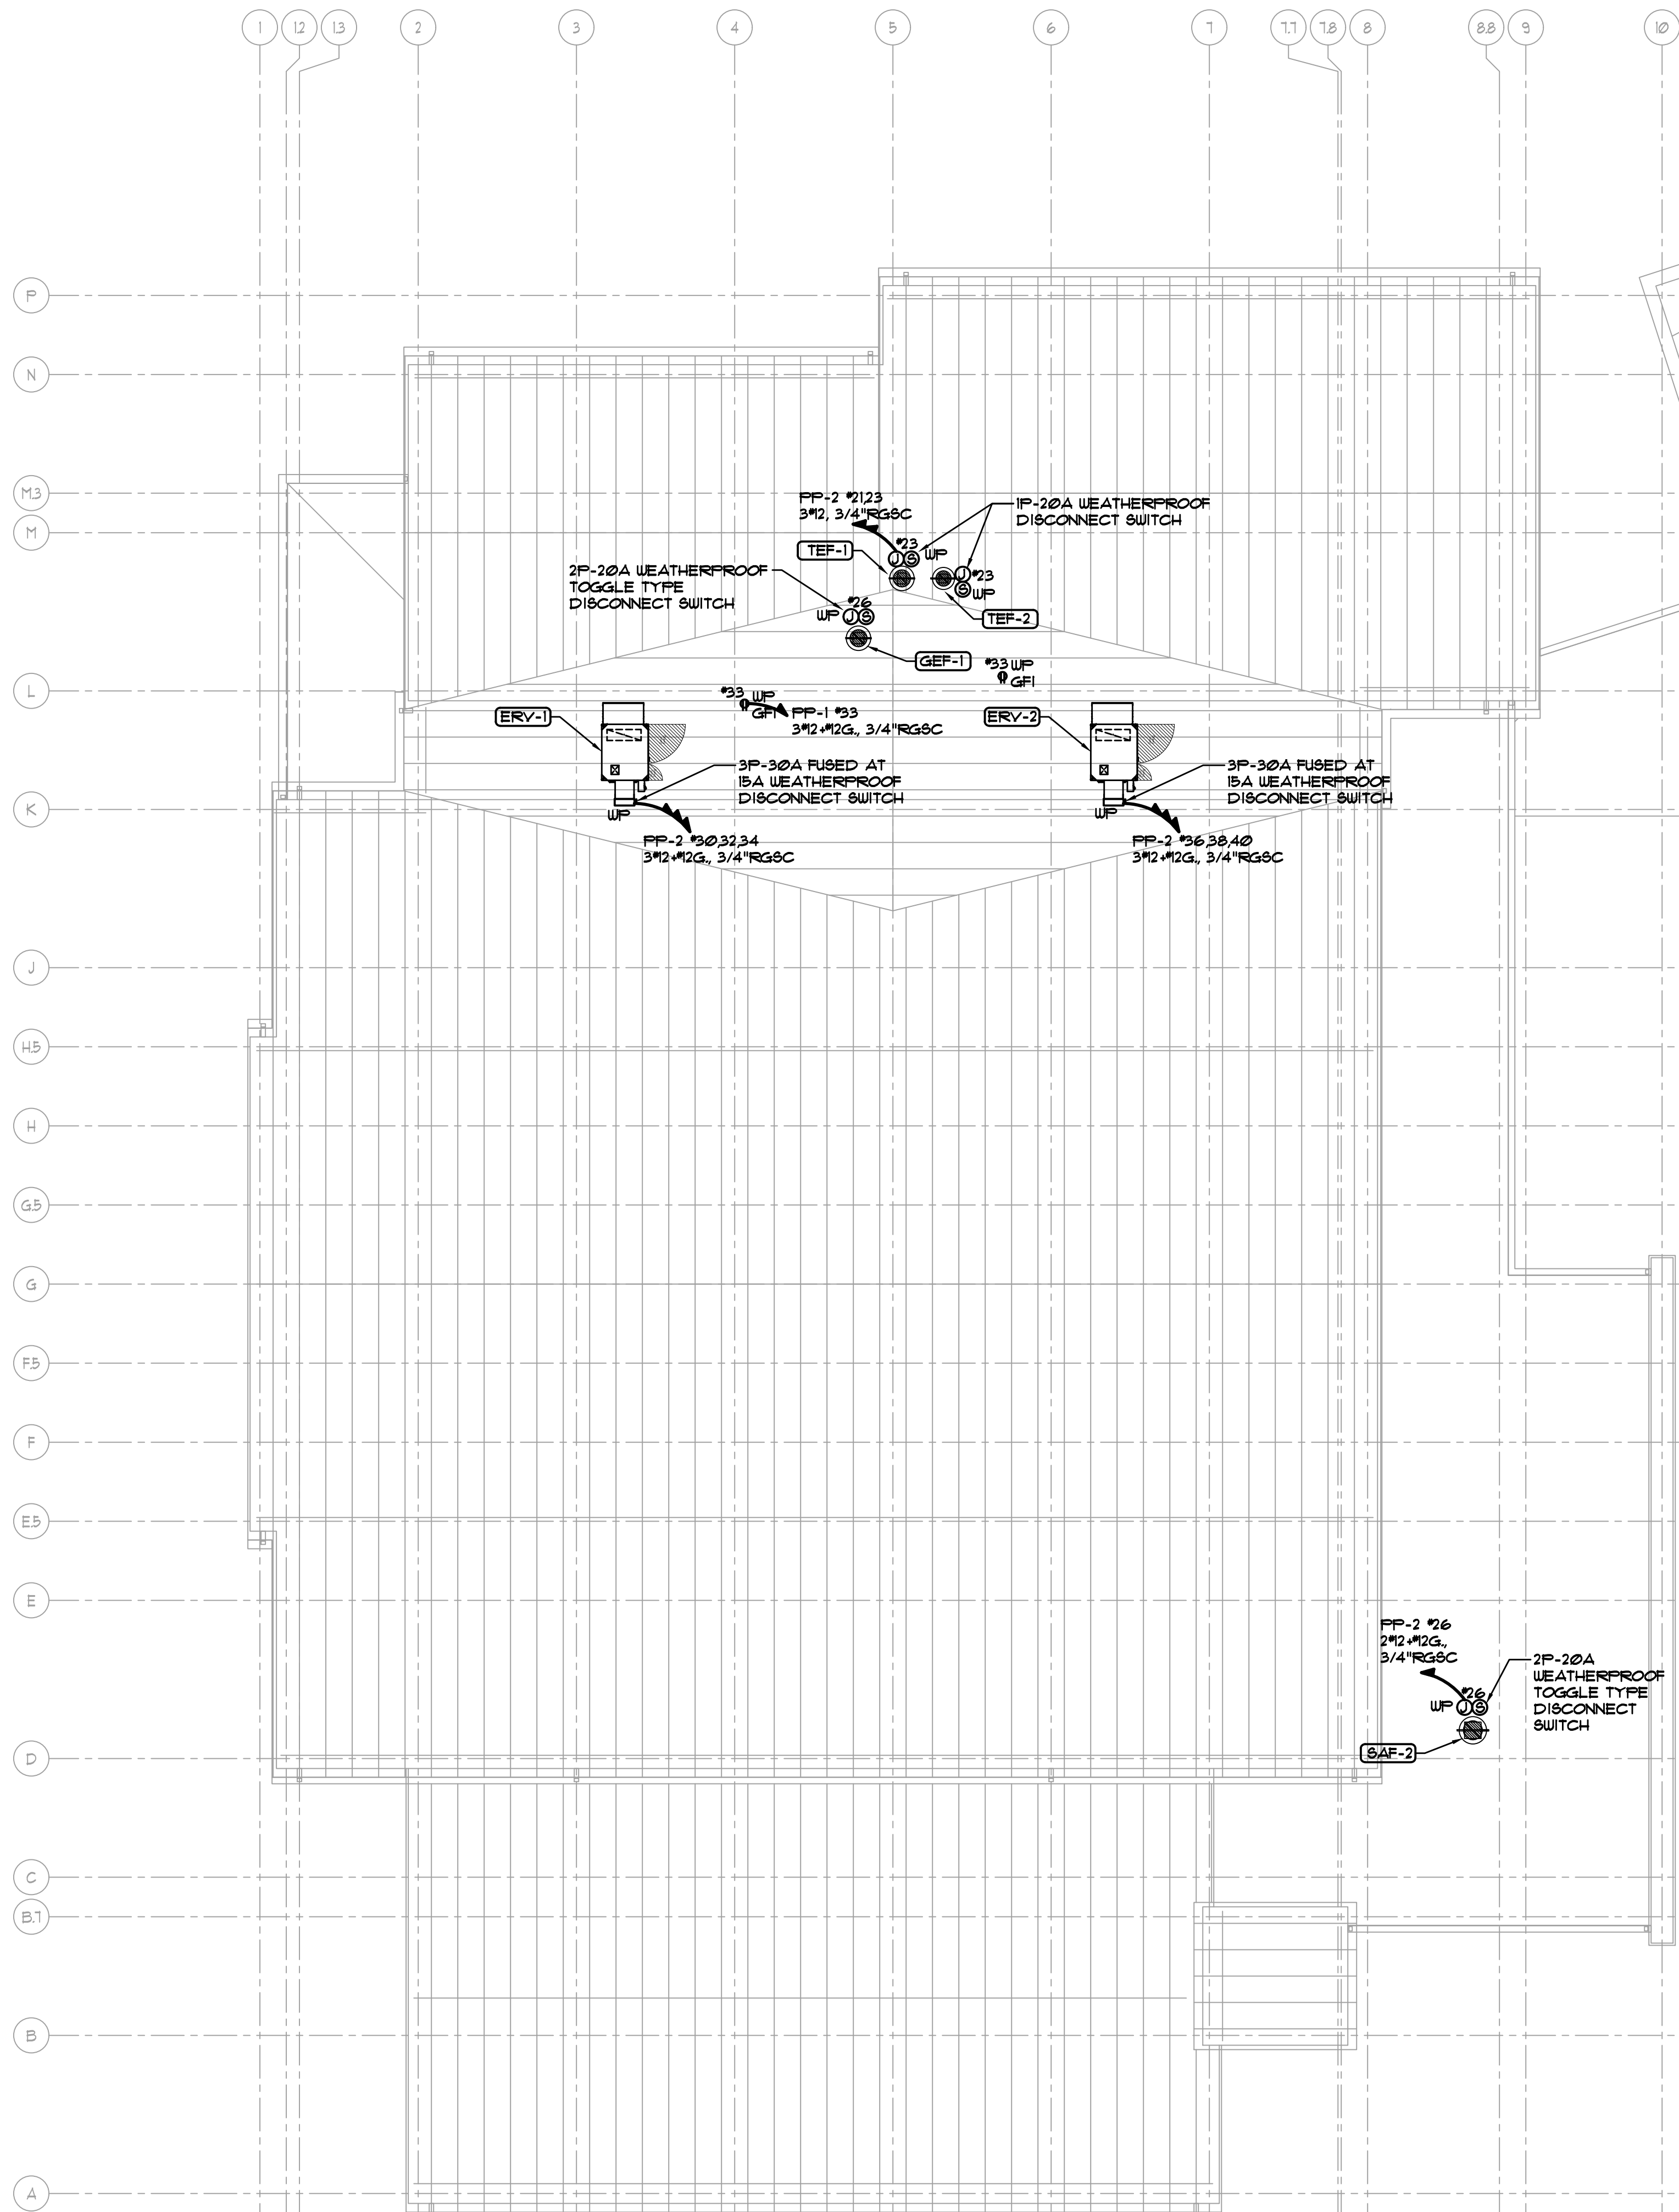 1 1.2 1.3 2 3 4 5 6 7 7.7 7.8 8 8.8 9 10
P
N
M.3
M
L
K
J
H.5
H
G.5
G
F.5
F
E.5
E
D
C
B.7
B
A
PP-2 #21,23
3#12, 3/4"RGSC
1P-20A WEATHERPROOF
DISCONNECT SWITCH
#23
WP
TEF-1
#23
WP
TEF-2
2P-20A WEATHERPROOF
TOGGLE TYPE
DISCONNECT SWITCH
#26
WP
J S
J S
J
S
GEF-1
#33 WP
GFI
#33 WP
GFI
PP-1 #33
3#12+#12G., 3/4"RGSC
ERV-1
3P-30A FUSED AT
15A WEATHERPROOF
DISCONNECT SWITCH
WP
PP-2 #30,32,34
3#12+#12G., 3/4"RGSC
ERV-2
3P-30A FUSED AT
15A WEATHERPROOF
DISCONNECT SWITCH
WP
PP-2 #36,38,40
3#12+#12G., 3/4"RGSC
PP-2 #26
2#12+#12G.,
3/4"RGSC
#26
WP J S
2P-20A
WEATHERPROOF
TOGGLE TYPE
DISCONNECT
SWITCH
SAF-2